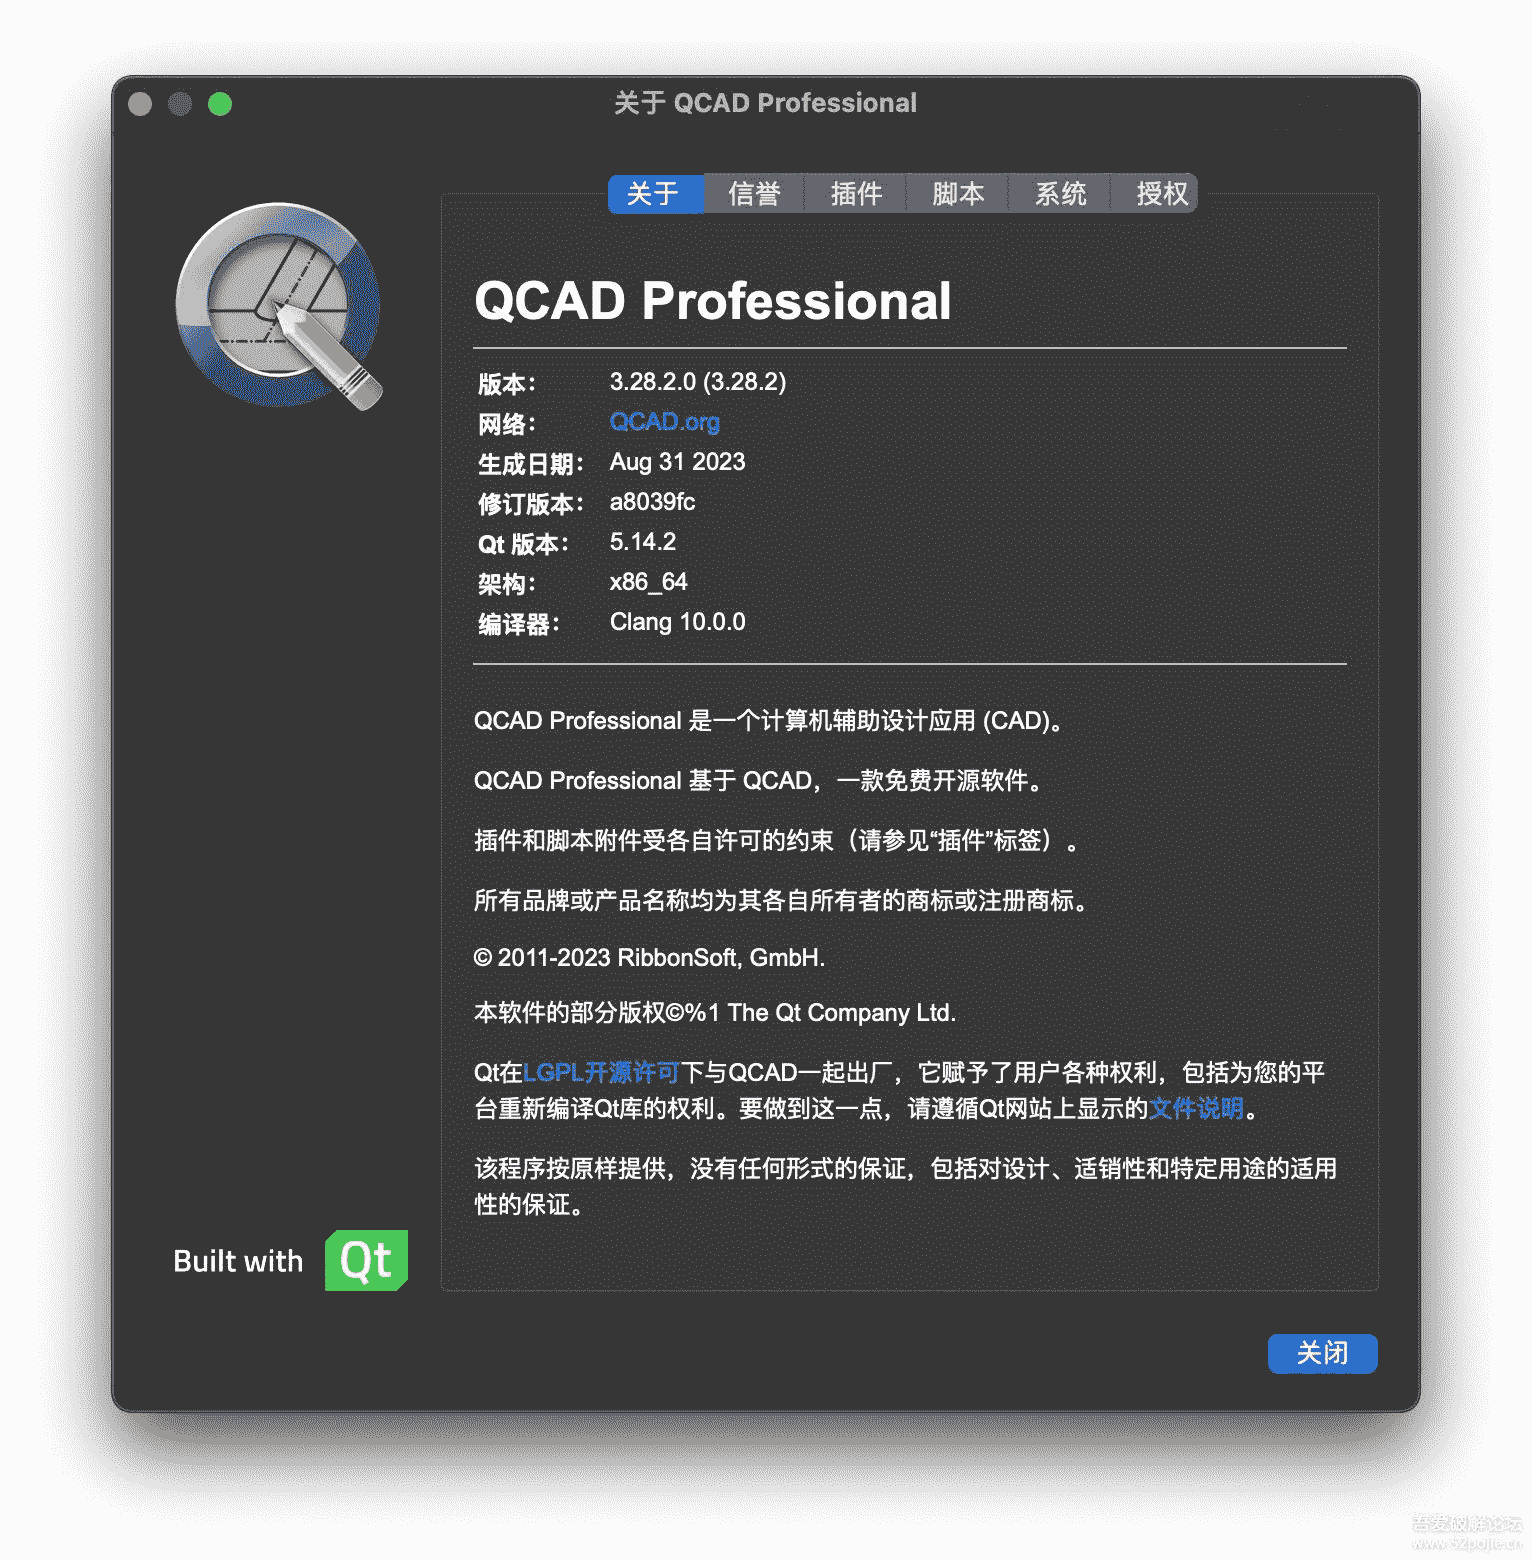 关于 QCAD Professional
关于 信誉 插件 脚本 系统 授权
QCAD Professional
版本： 3.28.2.0 (3.28.2)
网络： QCAD.org
生成日期： Aug 31 2023
修订版本： a8039fc
Qt 版本： 5.14.2
架构： x86_64
编译器： Clang 10.0.0
QCAD Professional 是一个计算机辅助设计应用 (CAD)。
QCAD Professional 基于 QCAD，一款免费开源软件。
插件和脚本附件受各自许可的约束（请参见“插件”标签）。
所有品牌或产品名称均为其各自所有者的商标或注册商标。
© 2011-2023 RibbonSoft, GmbH.
本软件的部分版权©%1 The Qt Company Ltd.
Qt在LGPL开源许可下与QCAD一起出厂，它赋予了用户各种权利，包括为您的平
台重新编译Qt库的权利。要做到这一点，请遵循Qt网站上显示的文件说明。
该程序按原样提供，没有任何形式的保证，包括对设计、适销性和特定用途的适用
性的保证。
Built with Qt
关闭
吾爱破解论坛
www.52pojie.cn